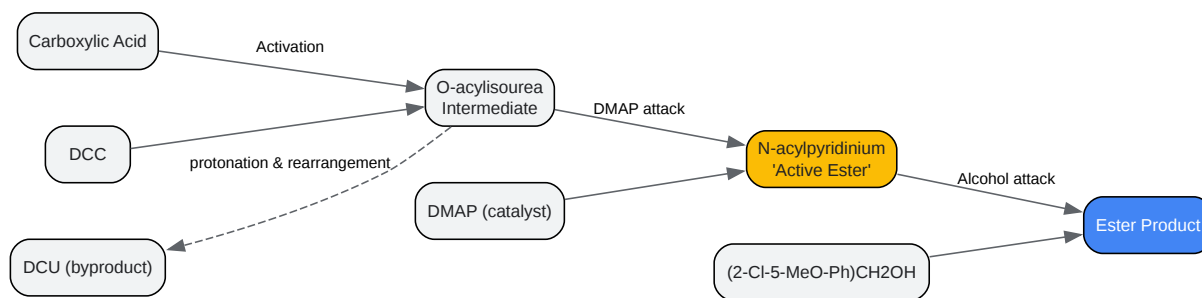 Carboxylic Acid
Activation
O-acylisourea
Intermediate
DCC
DMAP attack
protonation & rearrangement
N-acylpyridinium
'Active Ester'
DMAP (catalyst)
Alcohol attack
Ester Product
DCU (byproduct)
(2-Cl-5-MeO-Ph)CH2OH